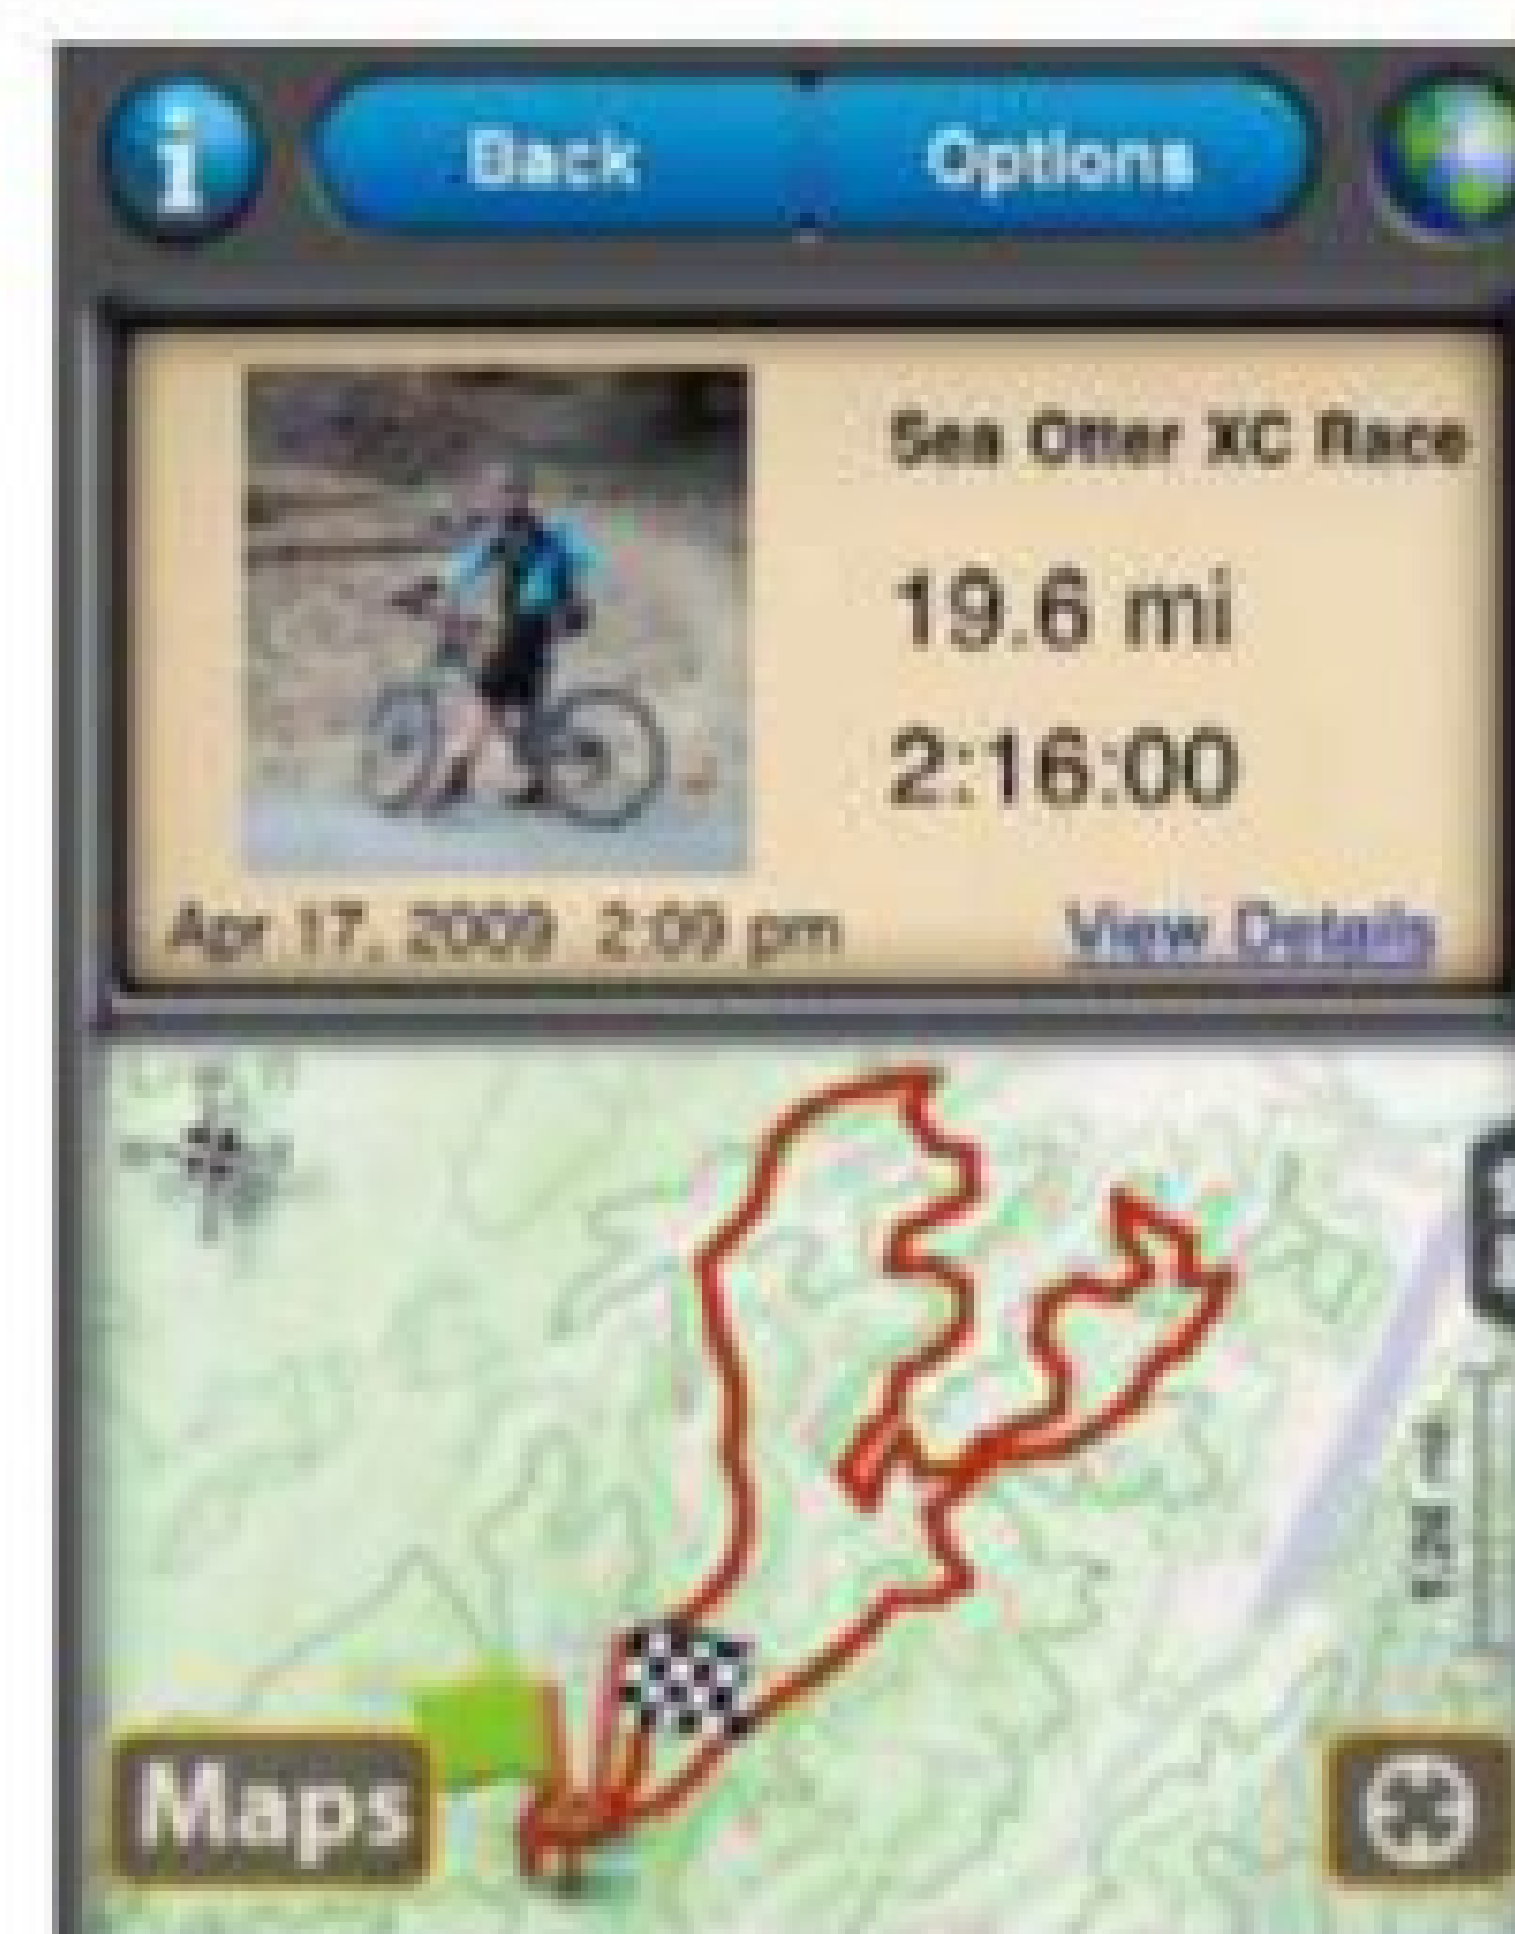 i Back Options
Sea Otter XC Race
19.6 mi
2:16:00
Apr 17, 2009 2:09 pm View Details
Maps